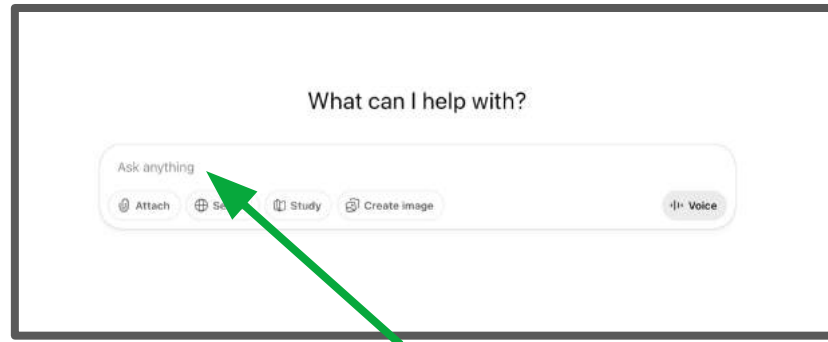 What can I help with?
Ask anything
Attach
Study
Create image
Voice